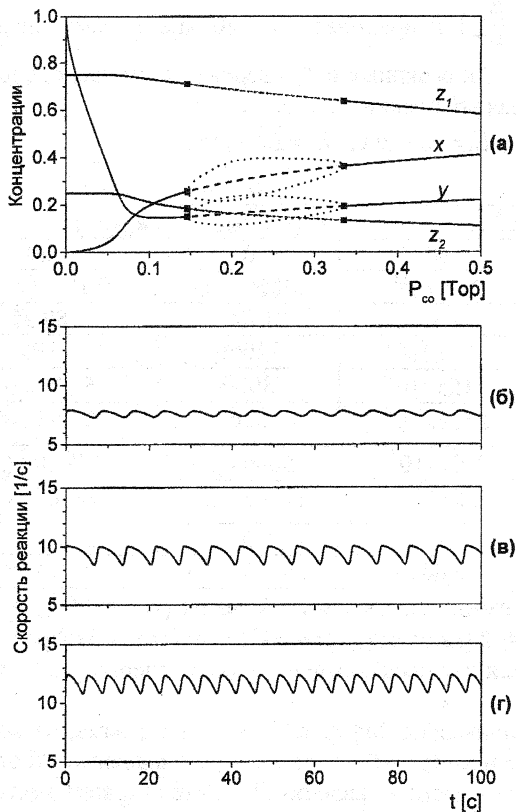 1.0
0.8
0.6
0.4
0.2
0.0
Концентрации
z₁
x
y
z₂
(а)
0.0 0.1 0.2 0.3 0.4 0.5
P_co [Тор]
15
10
5
(б)
15
10
5
(в)
15
10
5
(г)
Скорость реакции [1/с]
0 20 40 60 80 100
t [с]